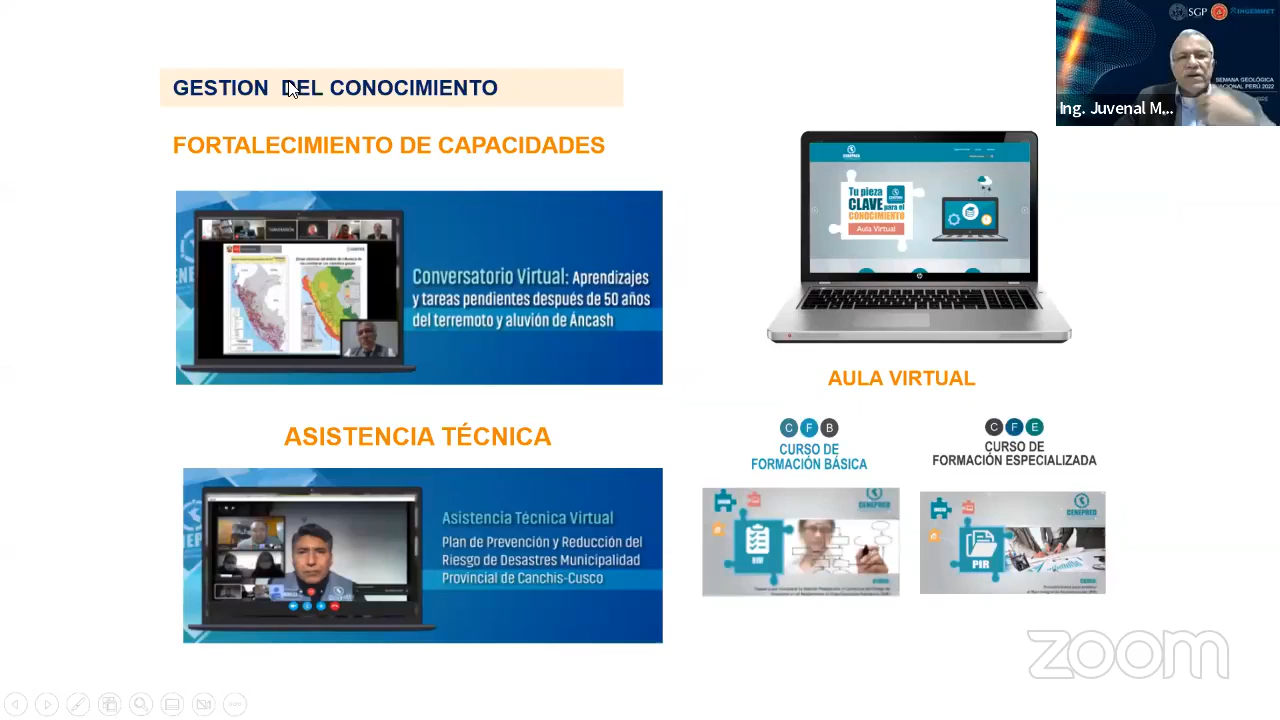 GESTION DEL CONOCIMIENTO
FORTALECIMIENTO DE CAPACIDADES
Conversatorio Virtual: Aprendizajes
y tareas pendientes después de 50 años
del terremoto y aluvión de Áncash
ASISTENCIA TÉCNICA
Asistencia Técnica Virtual
Plan de Prevención y Reducción del
Riesgo de Desastres Municipalidad
Provincial de Canchis-Cusco
SGP
INGEMMET
SEMANA GEOLÓGICA
NACIONAL PERÚ 2022
Ing. Juvenal M...
CENEPRED
Tu pieza
CLAVE para el
CONOCIMIENTO
Aula Virtual
AULA VIRTUAL
C F B
CURSO DE
FORMACIÓN BÁSICA
C F E
CURSO DE
FORMACIÓN ESPECIALIZADA
CENEPRED
CENEPRED
PIR
zoom